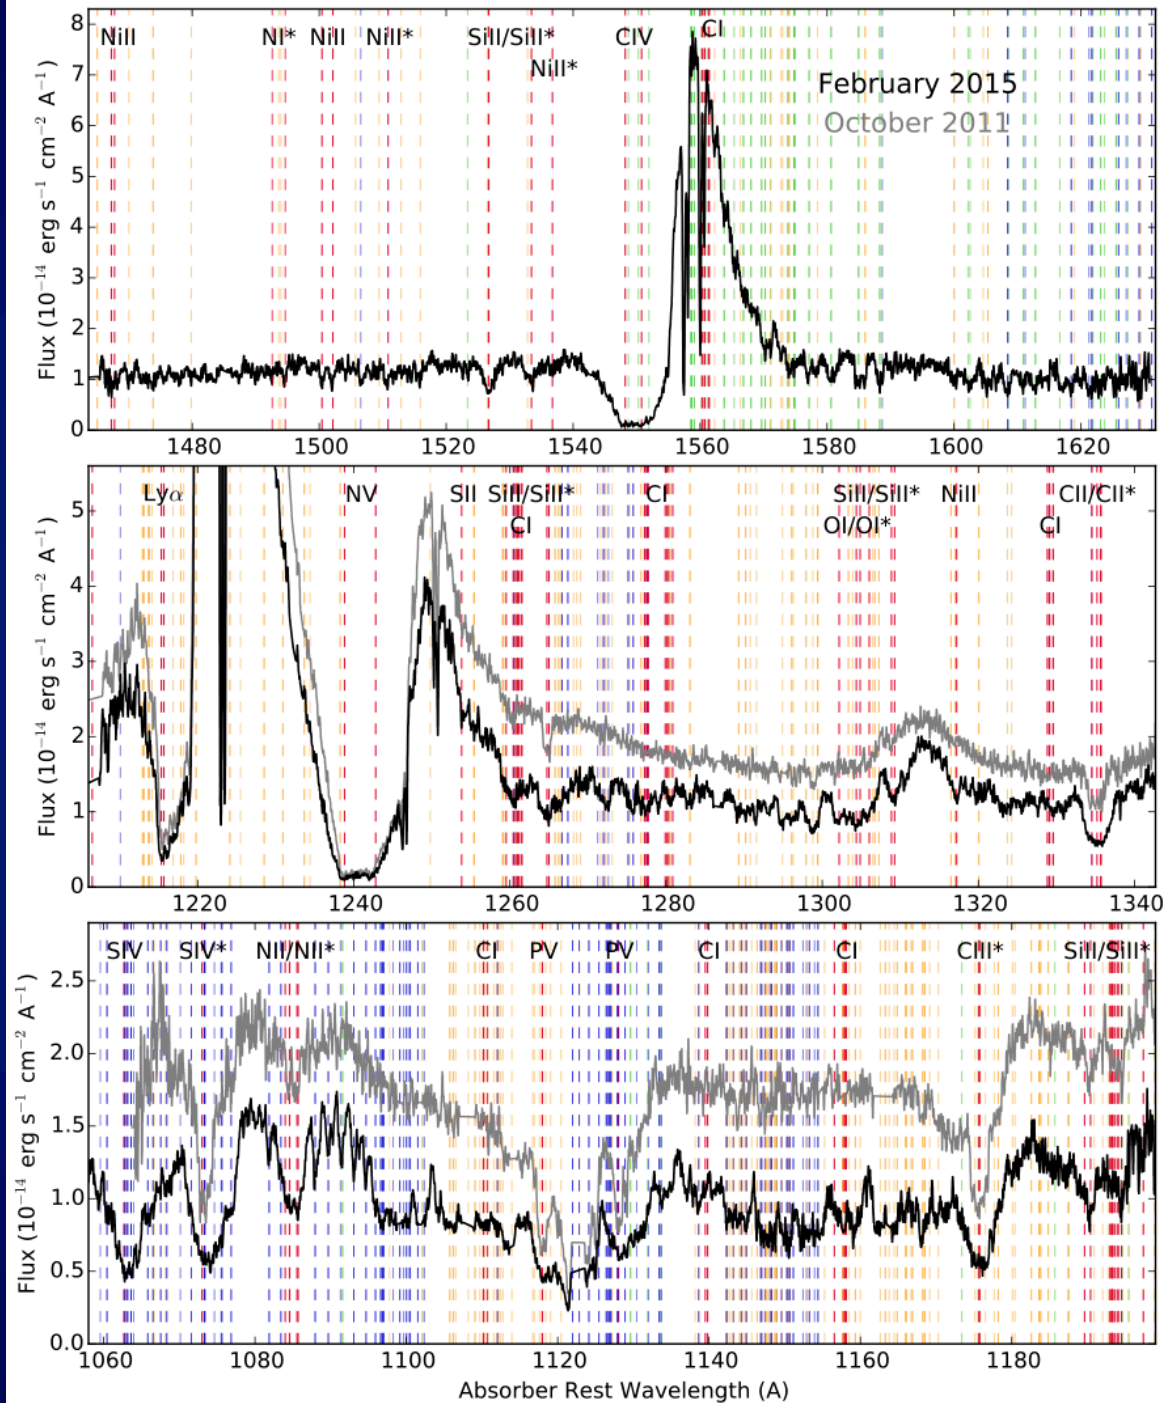 8
NiII NI* NiII NiII* SiII/SiII* CIV CI
NiII*
7
February 2015
6
October 2011
5
4
3
2
1
0
Flux (10⁻¹⁴ erg s⁻¹ cm⁻² A⁻¹)
1480 1500 1520 1540 1560 1580 1600 1620
5
Lyα NV SII SiII/SiII* CI SiII/SiII* NiII CII/CII*
CI OI/OI* CI
4
3
2
1
0
Flux (10⁻¹⁴ erg s⁻¹ cm⁻² A⁻¹)
1220 1240 1260 1280 1300 1320 1340
SIV SIV* NII/NII* CI PV PV CI CI CIII* SiII/SiII*
2.5
2.0
1.5
1.0
0.5
0.0
Flux (10⁻¹⁴ erg s⁻¹ cm⁻² A⁻¹)
1060 1080 1100 1120 1140 1160 1180
Absorber Rest Wavelength (A)